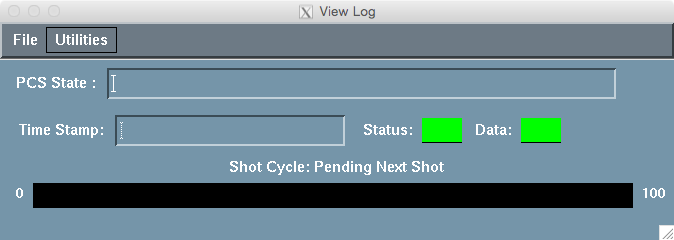 View Log
File Utilities
PCS State :
Time Stamp: Status: Data:
Shot Cycle: Pending Next Shot
0 100